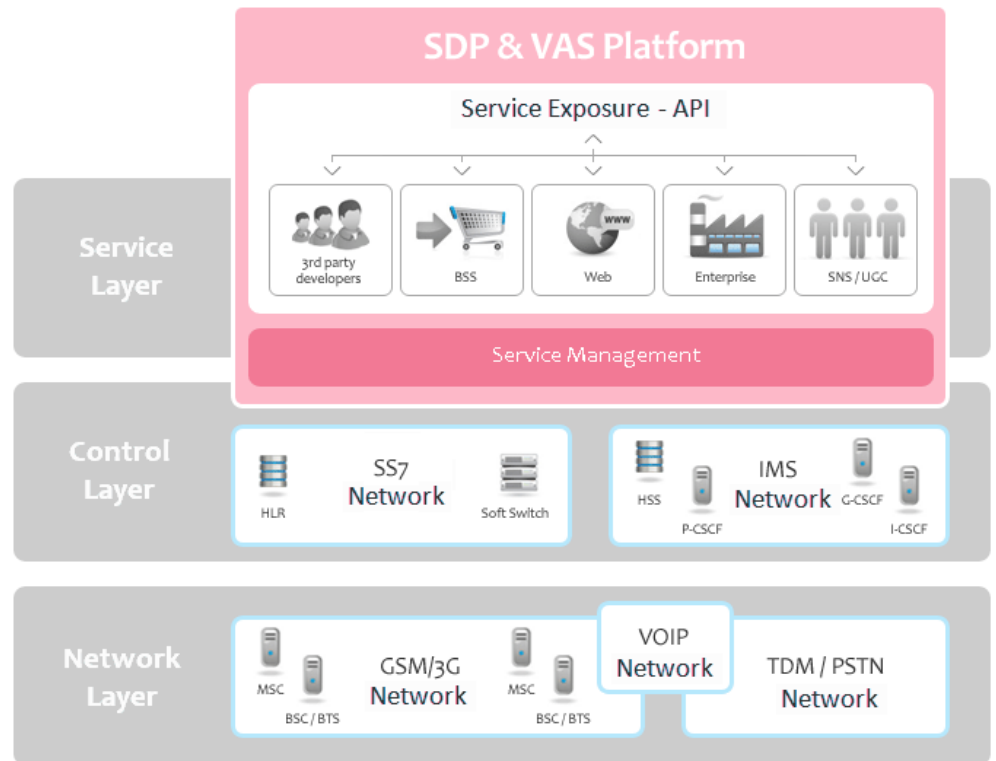 SDP & VAS Platform
Service Exposure - API
www
3rd party
developers
BSS
Web
Enterprise
SNS / UGC
Service
Layer
Service Management
Control
Layer
HLR
SS7
Network
Soft Switch
HSS
P-CSCF
IMS
Network
G-CSCF
I-CSCF
Network
Layer
MSC
BSC / BTS
GSM/3G
Network
MSC
BSC / BTS
VOIP
Network
TDM / PSTN
Network